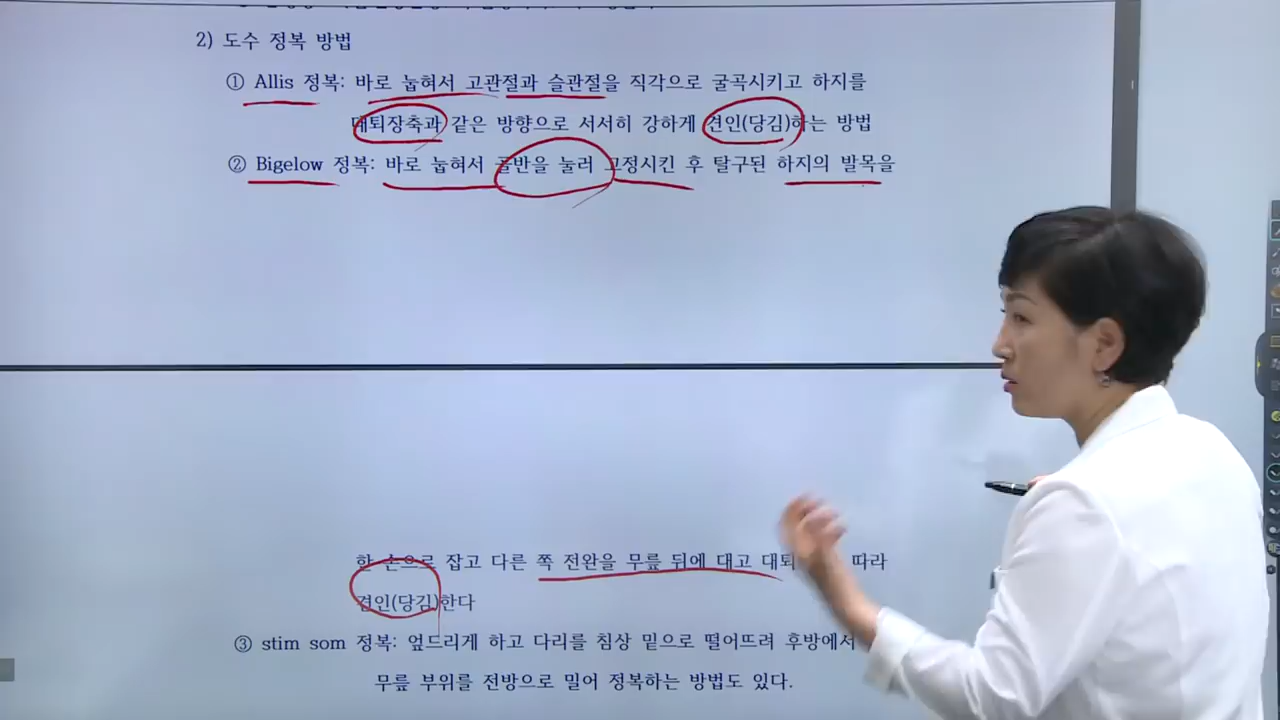 2) 도수 정복 방법
① Allis 정복: 바로 눕혀서 고관절과 슬관절을 직각으로 굴곡시키고 하지를
대퇴장축과 같은 방향으로 서서히 강하게 견인(당김)하는 방법
② Bigelow 정복: 바로 눕혀서 골반을 눌러 고정시킨 후 탈구된 하지의 발목을
한 손으로 잡고 다른 쪽 전완을 무릎 뒤에 대고 대퇴 따라
견인(당김)한다
③ stim som 정복: 엎드리게 하고 다리를 침상 밑으로 떨어뜨려 후방에서
무릎 부위를 전방으로 밀어 정복하는 방법도 있다.